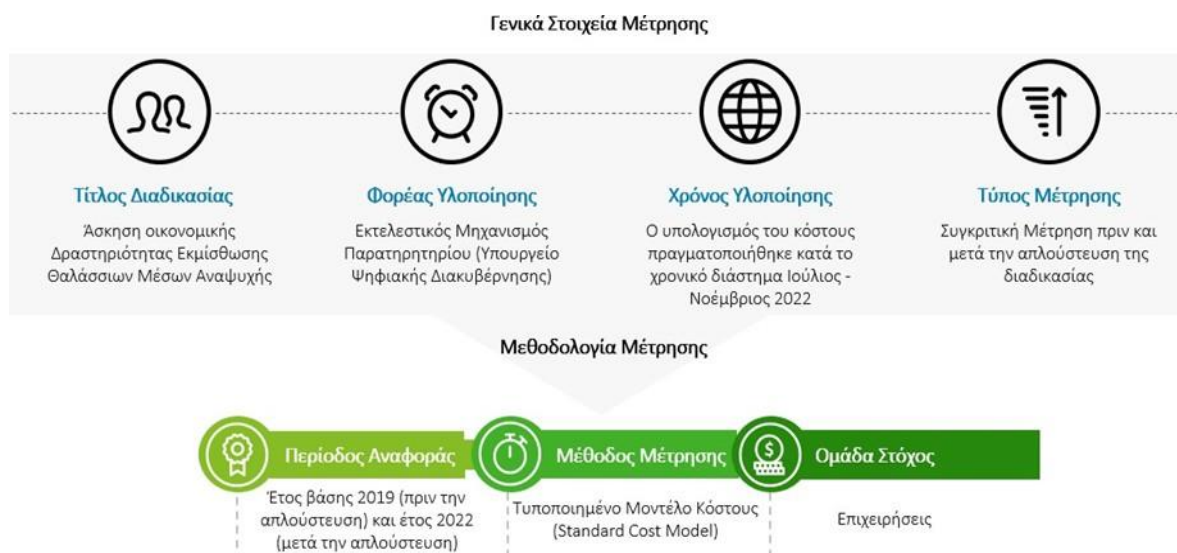 Γενικά Στοιχεία Μέτρησης
Τίτλος Διαδικασίας
Άσκηση οικονομικής
Δραστηριότητας Εκμίσθωσης
Θαλάσσιων Μέσων Αναψυχής
Φορέας Υλοποίησης
Εκτελεστικός Μηχανισμός
Παρατηρητηρίου (Υπουργείο
Ψηφιακής Διακυβέρνησης)
Χρόνος Υλοποίησης
Ο υπολογισμός του κόστους
πραγματοποιήθηκε κατά το
χρονικό διάστημα Ιούλιος -
Νοέμβριος 2022
Τύπος Μέτρησης
Συγκριτική Μέτρηση πριν και
μετά την απλούστευση της
διαδικασίας
Μεθοδολογία Μέτρησης
Περίοδος Αναφοράς
Έτος βάσης 2019 (πριν την
απλούστευση) και έτος 2022
(μετά την απλούστευση)
Μέθοδος Μέτρησης
Τυποποιημένο Μοντέλο Κόστους
(Standard Cost Model)
Ομάδα Στόχος
Επιχειρήσεις